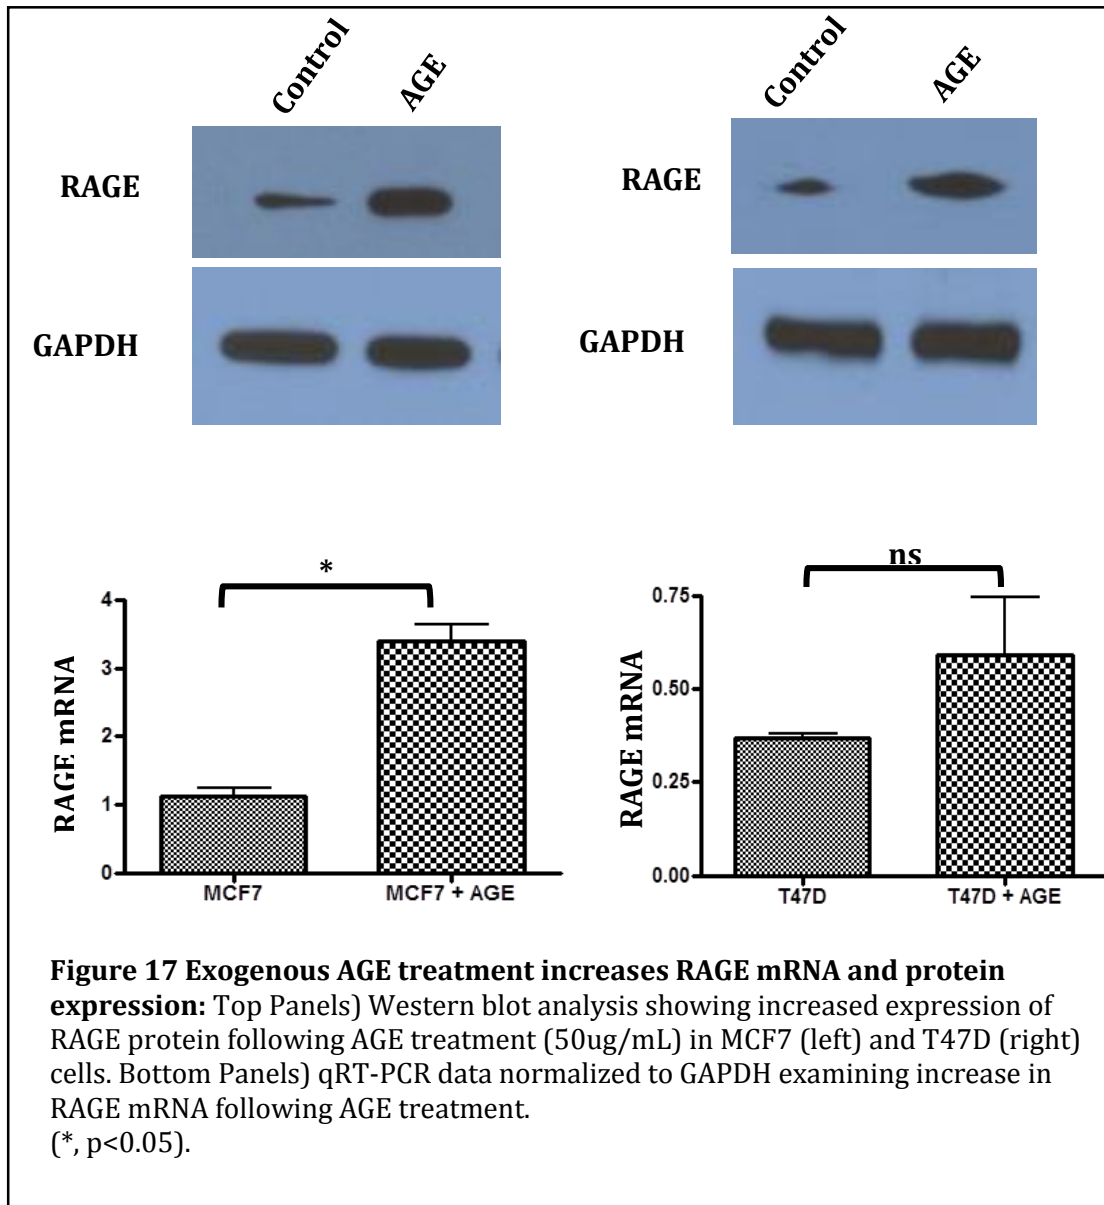 Control
AGE
RAGE
GAPDH
Control
AGE
RAGE
GAPDH
*
RAGE mRNA
4
3
2
1
0
MCF7
MCF7 + AGE
ns
RAGE mRNA
0.75
0.50
0.25
0.00
T47D
T47D + AGE
Figure 17 Exogenous AGE treatment increases RAGE mRNA and protein
expression: Top Panels) Western blot analysis showing increased expression of
RAGE protein following AGE treatment (50ug/mL) in MCF7 (left) and T47D (right)
cells. Bottom Panels) qRT-PCR data normalized to GAPDH examining increase in
RAGE mRNA following AGE treatment.
(*, p<0.05).